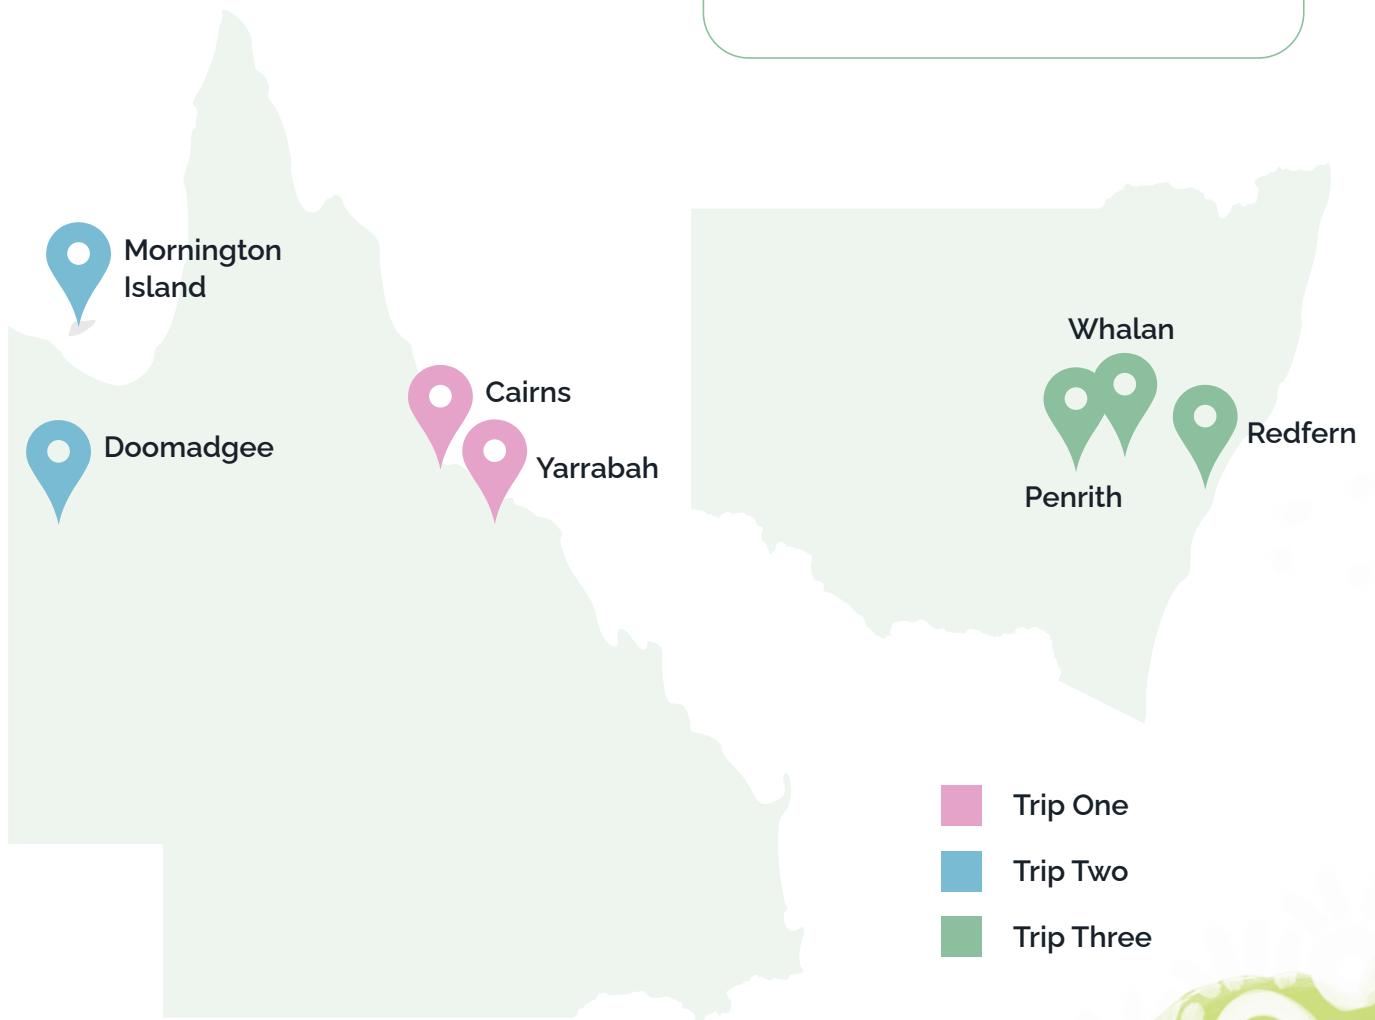 Mornington
Island
Doomadgee
Cairns
Yarrabah
Whalan
Redfern
Penrith
Trip One
Trip Two
Trip Three